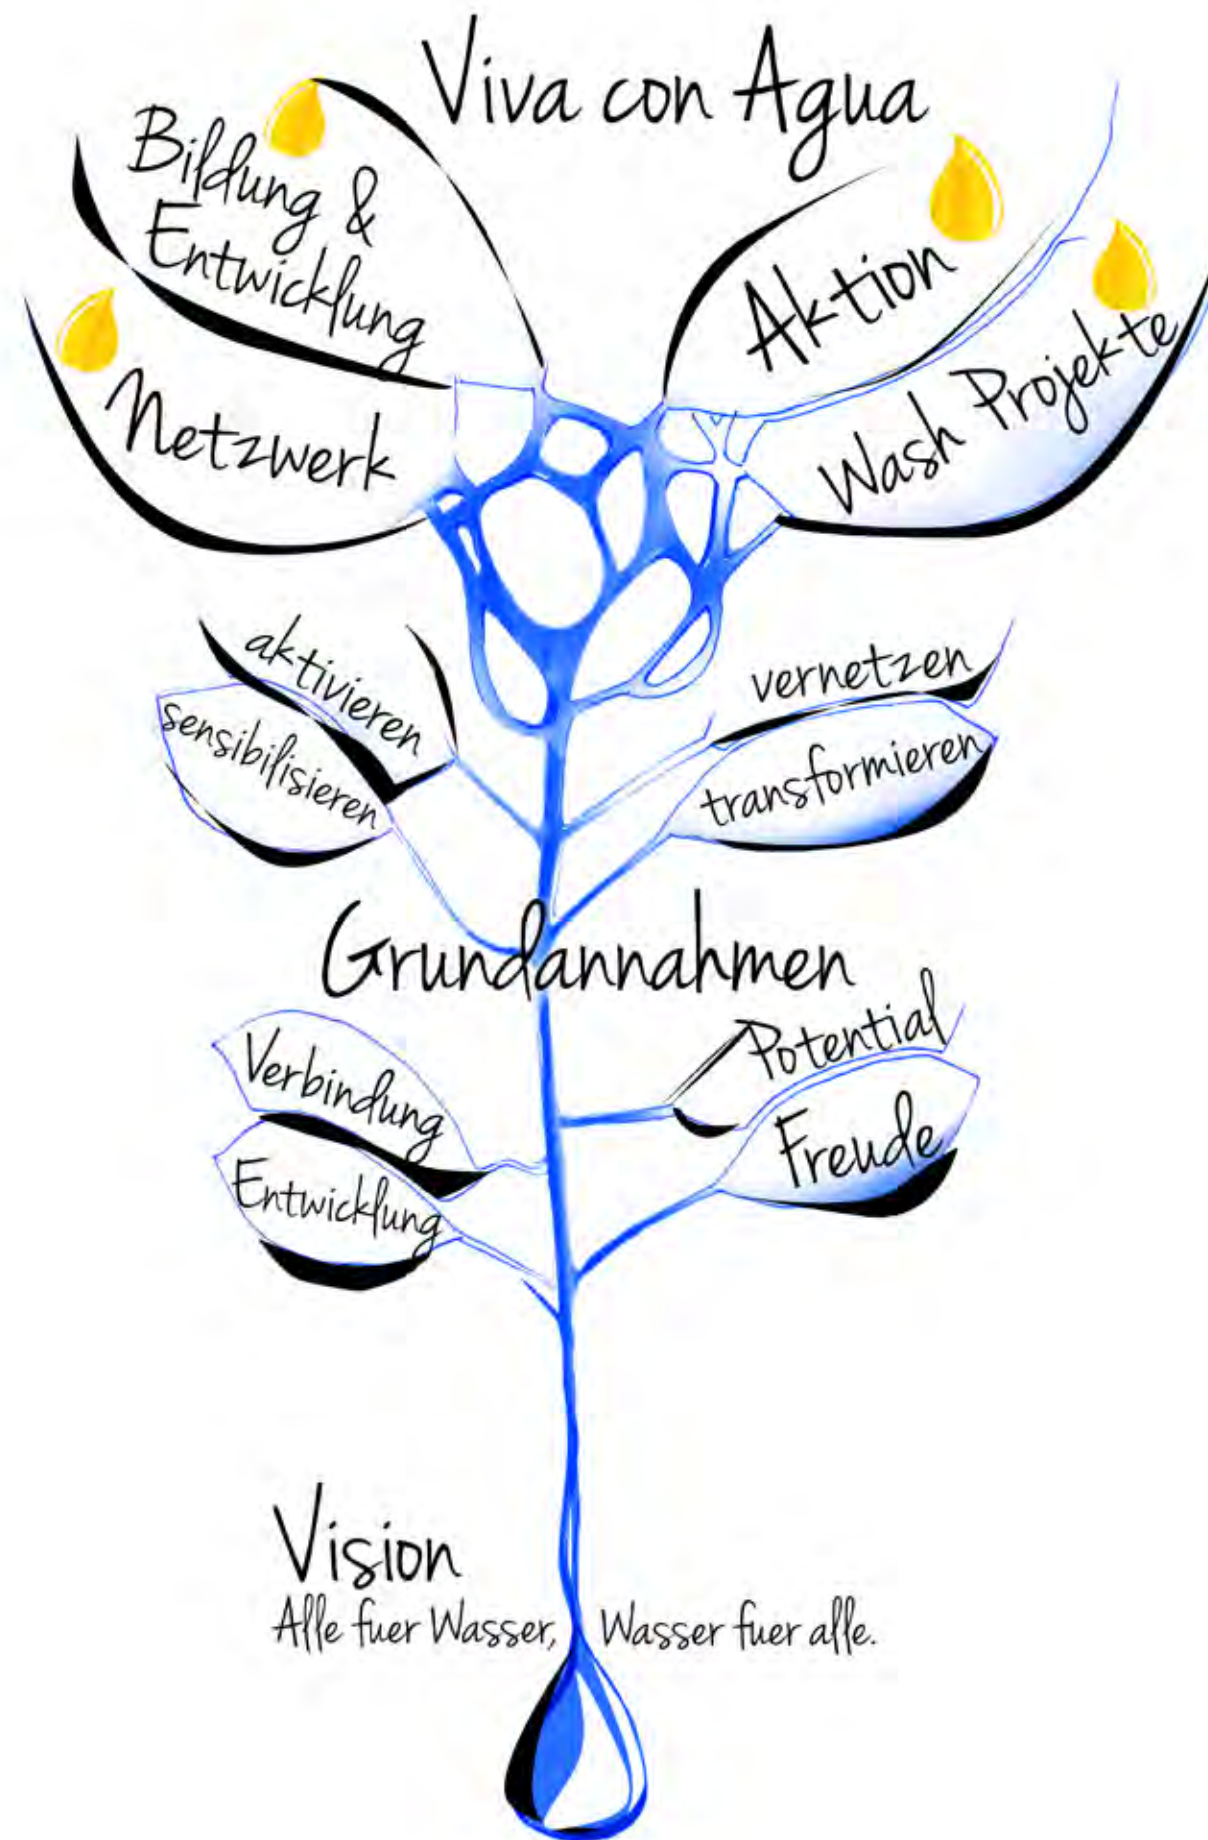 Viva con Agua
Bildung &
Entwicklung
Netzwerk
Aktion
Wash Projekte
aktivieren
sensibilisieren
vernetzen
transformieren
Grundannahmen
Verbindung
Entwicklung
Potential
Freude
Vision
Alle fuer Wasser, Wasser fuer alle.